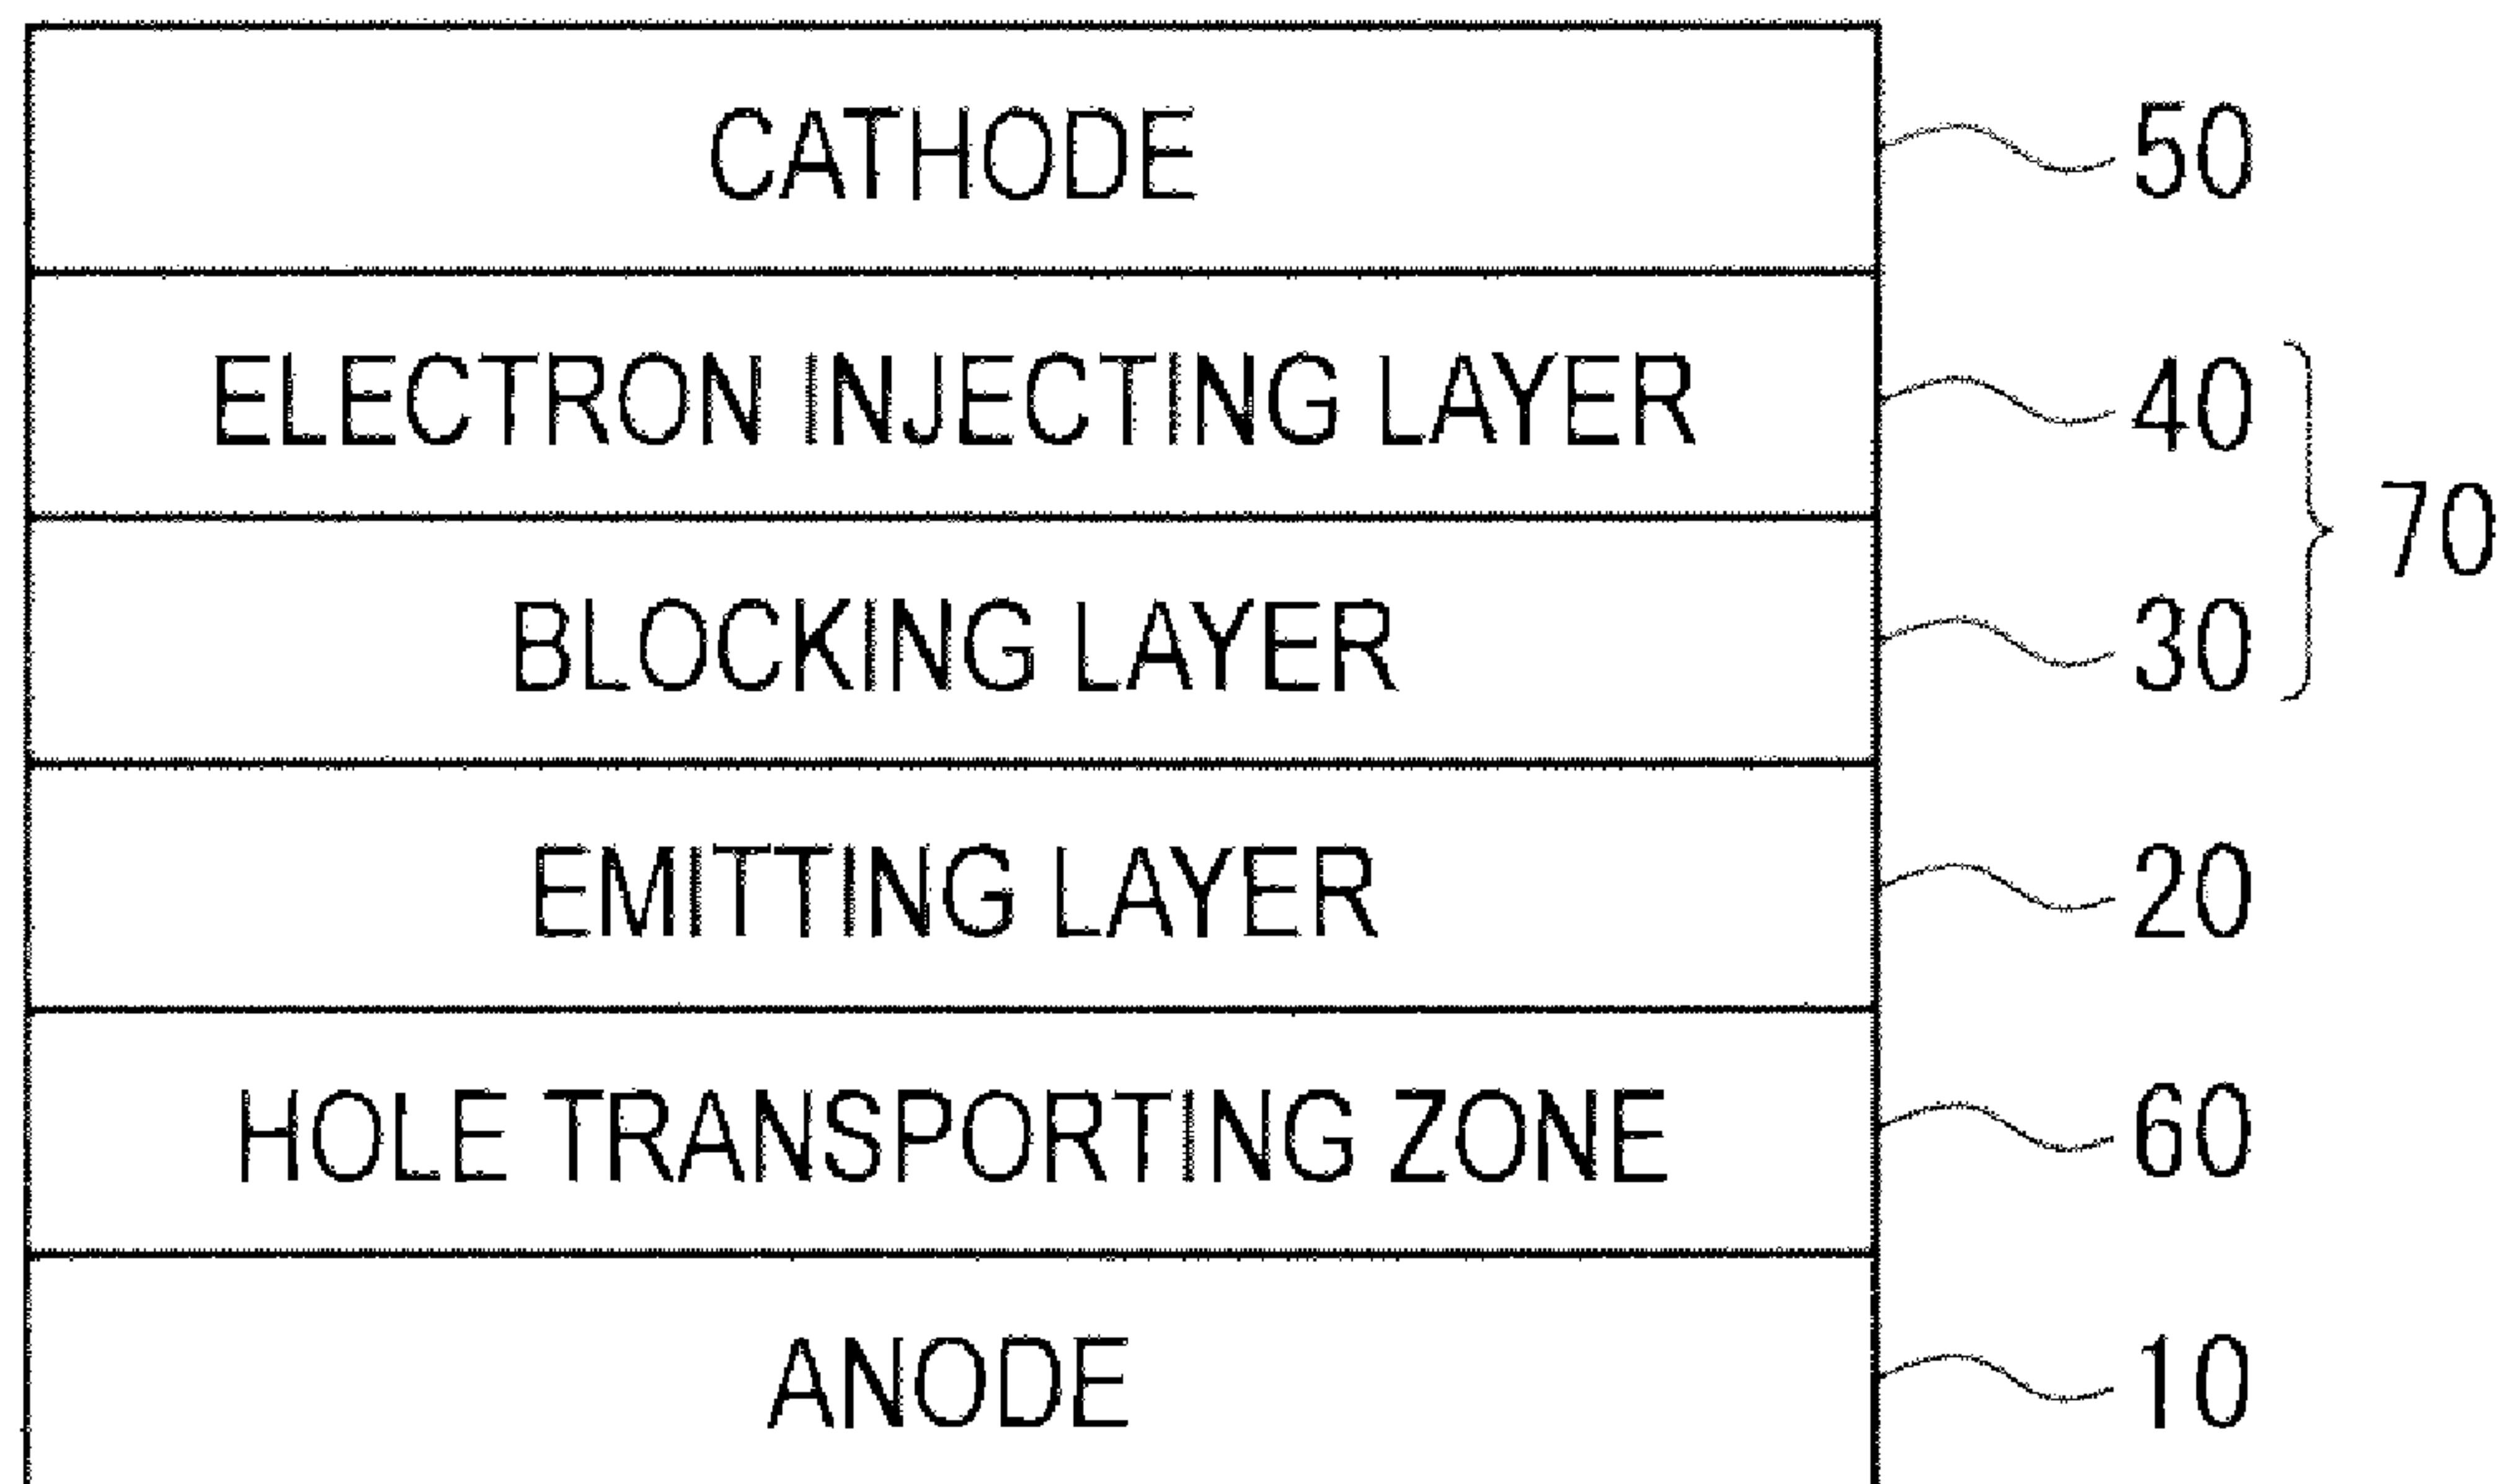 CATHODE 50
ELECTRON INJECTING LAYER 40
70
BLOCKING LAYER 30
EMITTING LAYER 20
HOLE TRANSPORTING ZONE 60
ANODE 10